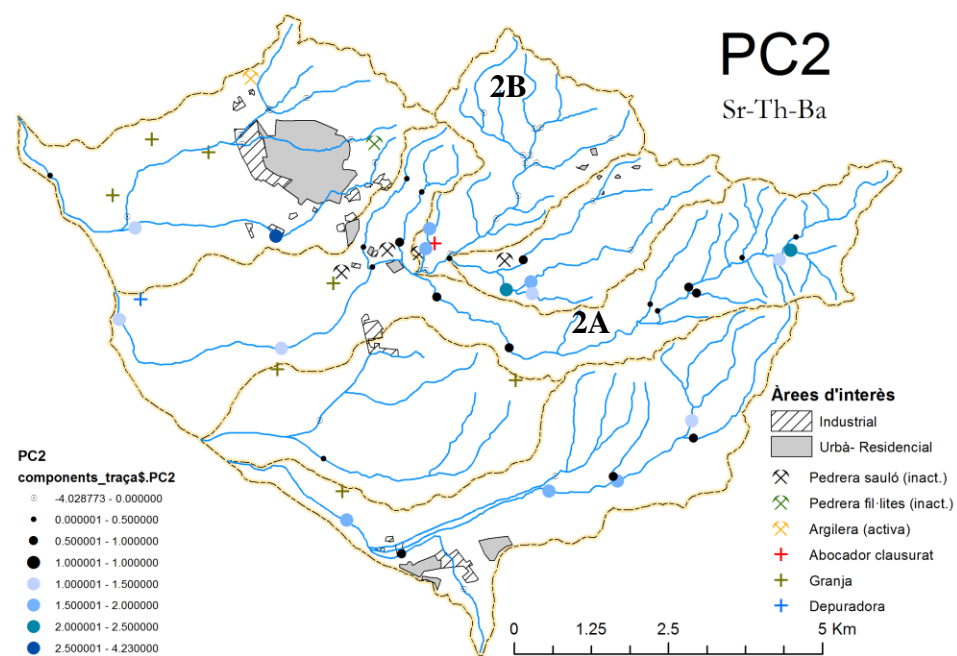 PC2
Sr-Th-Ba
2B
2A
Àrees d'interès
Industrial
Urbà- Residencial
Pedrera sauló (inact.)
Pedrera fil·lites (inact.)
Argilera (activa)
Abocador clausurat
Granja
Depuradora
PC2
components_traça$.PC2
-4.028773 - 0.000000
0.000001 - 0.500000
0.500001 - 1.000000
1.000001 - 1.000000
1.000001 - 1.500000
1.500001 - 2.000000
2.000001 - 2.500000
2.500001 - 4.230000
0 1.25 2.5 5 Km